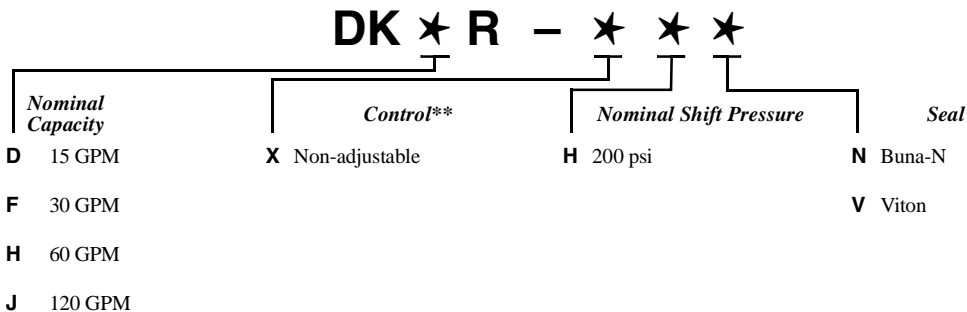 DK ✶ R – ✶ ✶ ✶
Nominal Capacity
D 15 GPM
F 30 GPM
H 60 GPM
J 120 GPM
Control**
X Non-adjustable
Nominal Shift Pressure
H 200 psi
Seal
N Buna-N
V Viton